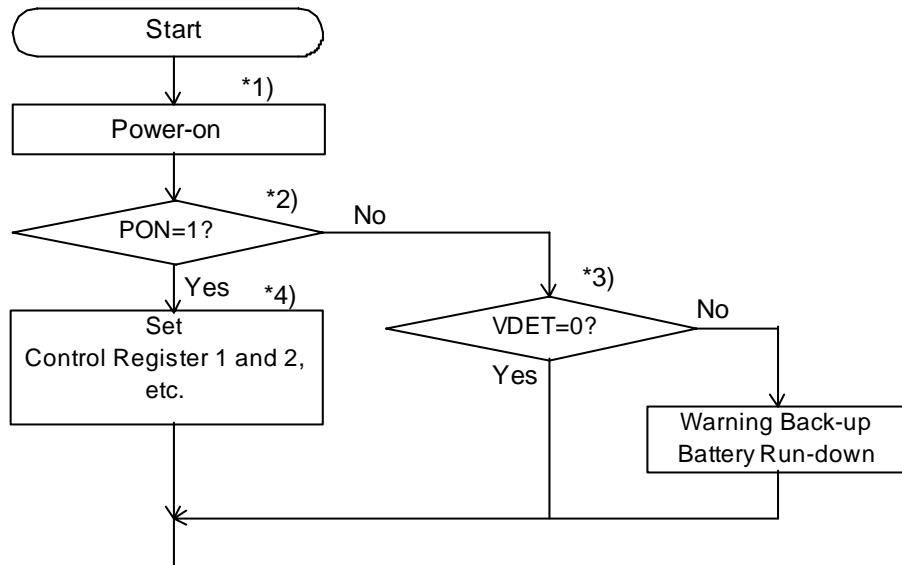 Start
*1)
Power-on
*2)
PON=1?
No
Yes
*4)
Set
Control Register 1 and 2,
etc.
*3)
VDET=0?
No
Yes
Warning Back-up
Battery Run-down